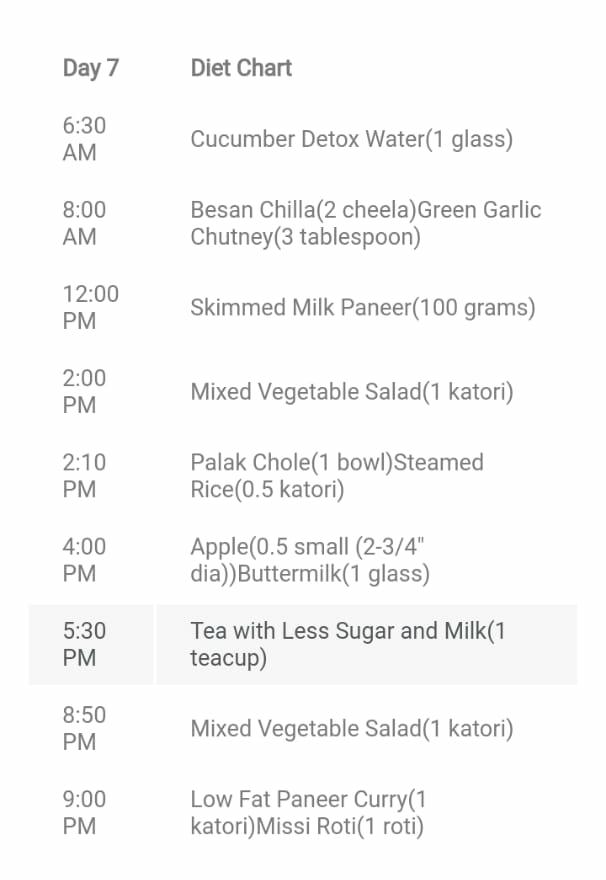 Day 7 Diet Chart
6:30 AM Cucumber Detox Water(1 glass)
8:00 AM Besan Chilla(2 cheela)Green Garlic
Chutney(3 tablespoon)
12:00 PM Skimmed Milk Paneer(100 grams)
2:00 PM Mixed Vegetable Salad(1 katori)
2:10 PM Palak Chole(1 bowl)Steamed
Rice(0.5 katori)
4:00 PM Apple(0.5 small (2-3/4"
dia))Buttermilk(1 glass)
5:30 PM Tea with Less Sugar and Milk(1
teacup)
8:50 PM Mixed Vegetable Salad(1 katori)
9:00 PM Low Fat Paneer Curry(1
katori)Missi Roti(1 roti)